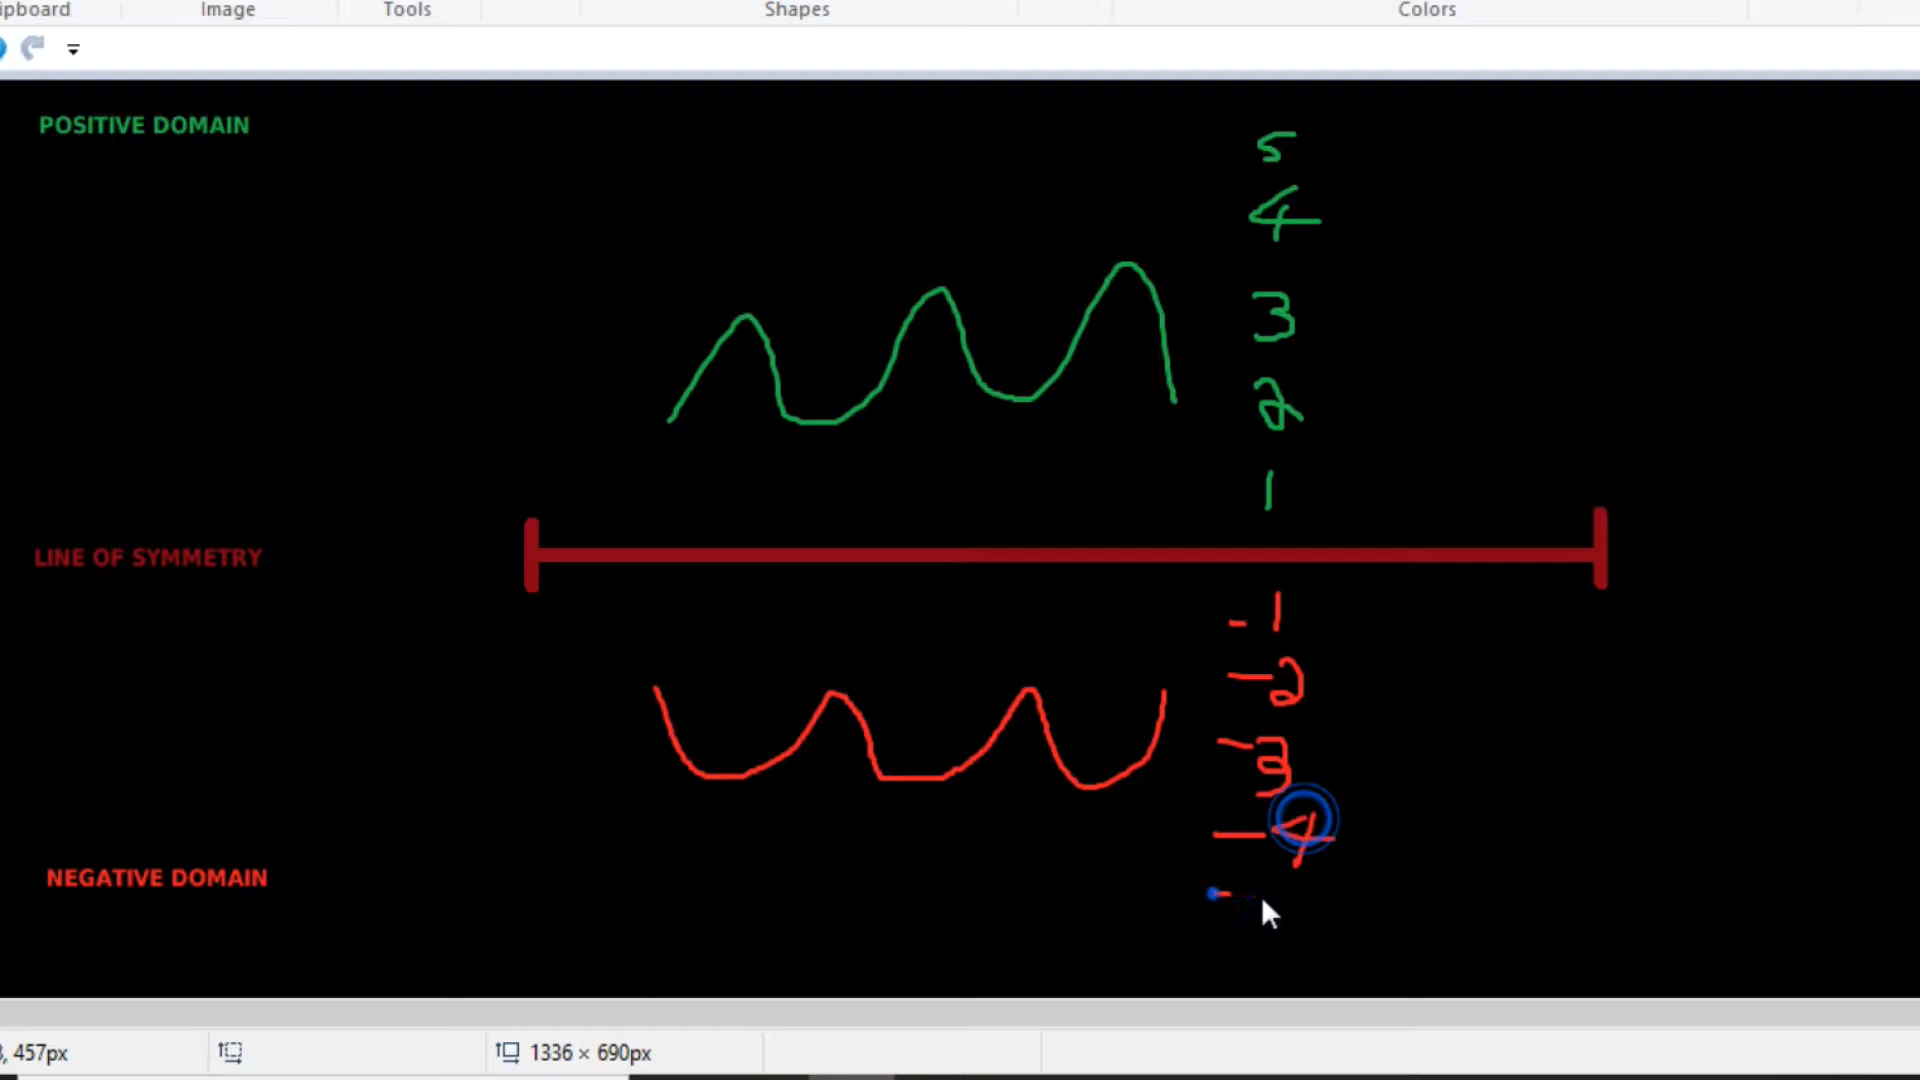 ipboard Image Tools Shapes Colors
POSITIVE DOMAIN
5
4
3
2
1
LINE OF SYMMETRY
- 1
-2
-3
-4
-
NEGATIVE DOMAIN
, 457px 1336 × 690px